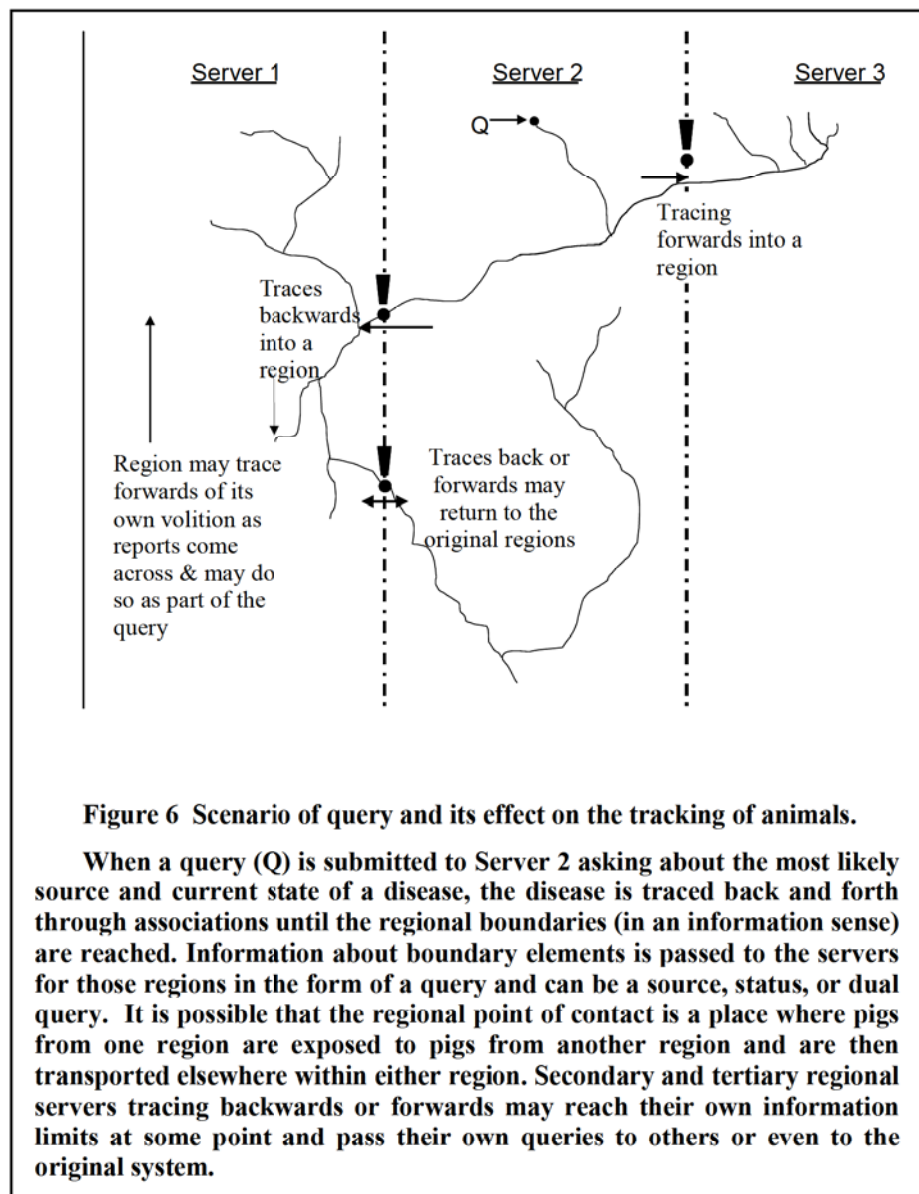 Server 1
Server 2
Server 3
Q
Tracing
forwards into a
region
Traces
backwards
into a
region
Region may trace
forwards of its
own volition as
reports come
across & may do
so as part of the
query
Traces back or
forwards may
return to the
original regions
Figure 6 Scenario of query and its effect on the tracking of animals.
When a query (Q) is submitted to Server 2 asking about the most likely
source and current state of a disease, the disease is traced back and forth
through associations until the regional boundaries (in an information sense)
are reached. Information about boundary elements is passed to the servers
for those regions in the form of a query and can be a source, status, or dual
query. It is possible that the regional point of contact is a place where pigs
from one region are exposed to pigs from another region and are then
transported elsewhere within either region. Secondary and tertiary regional
servers tracing backwards or forwards may reach their own information
limits at some point and pass their own queries to others or even to the
original system.